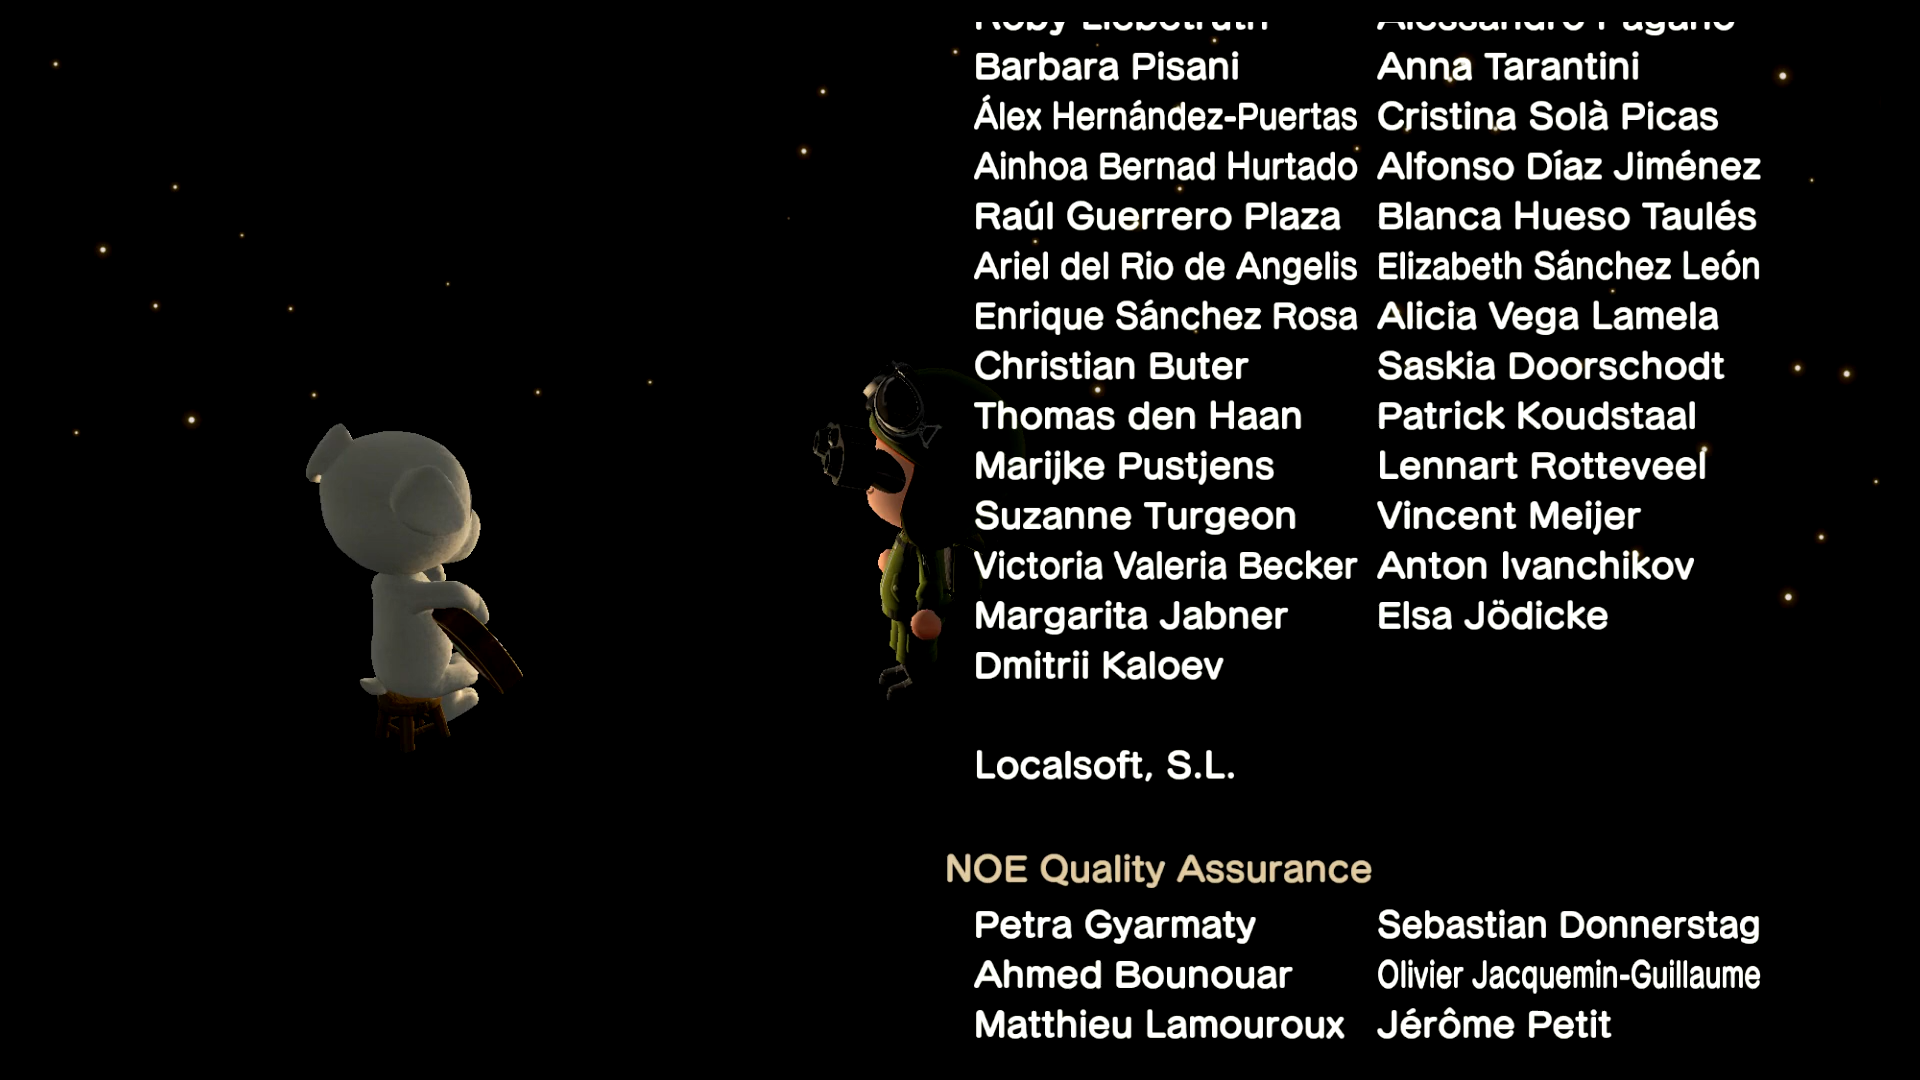 Barbara Pisani Anna Tarantini
Álex Hernández-Puertas Cristina Solà Picas
Ainhoa Bernad Hurtado Alfonso Díaz Jiménez
Raúl Guerrero Plaza Blanca Hueso Taulés
Ariel del Rio de Angelis Elizabeth Sánchez León
Enrique Sánchez Rosa Alicia Vega Lamela
Christian Buter Saskia Doorschodt
Thomas den Haan Patrick Koudstaal
Marijke Pustjens Lennart Rotteveel
Suzanne Turgeon Vincent Meijer
Victoria Valeria Becker Anton Ivanchikov
Margarita Jabner Elsa Jödicke
Dmitrii Kaloev
Localsoft, S.L.
NOE Quality Assurance
Petra Gyarmaty Sebastian Donnerstag
Ahmed Bounouar Olivier Jacquemin-Guillaume
Matthieu Lamouroux Jérôme Petit